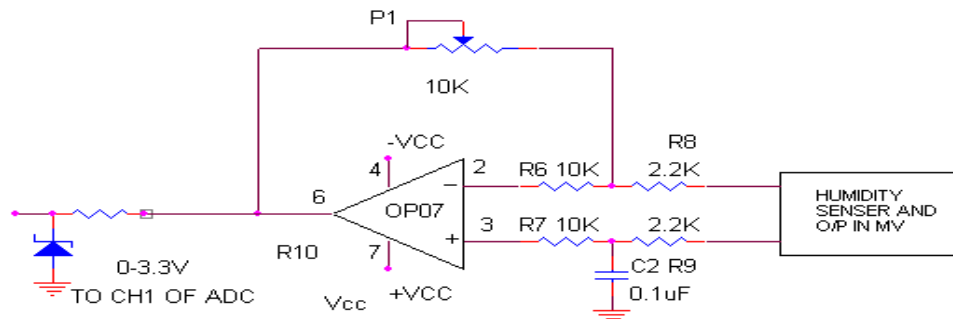 P1
10K
-VCC
R8
4
2
R6 10K
2.2K
6
OP07
HUMIDITY
SENSER AND
O/P IN MV
3
R7 10K
2.2K
R10
7
0-3.3V
C2 R9
TO CH1 OF ADC
Vcc
+VCC
0.1uF